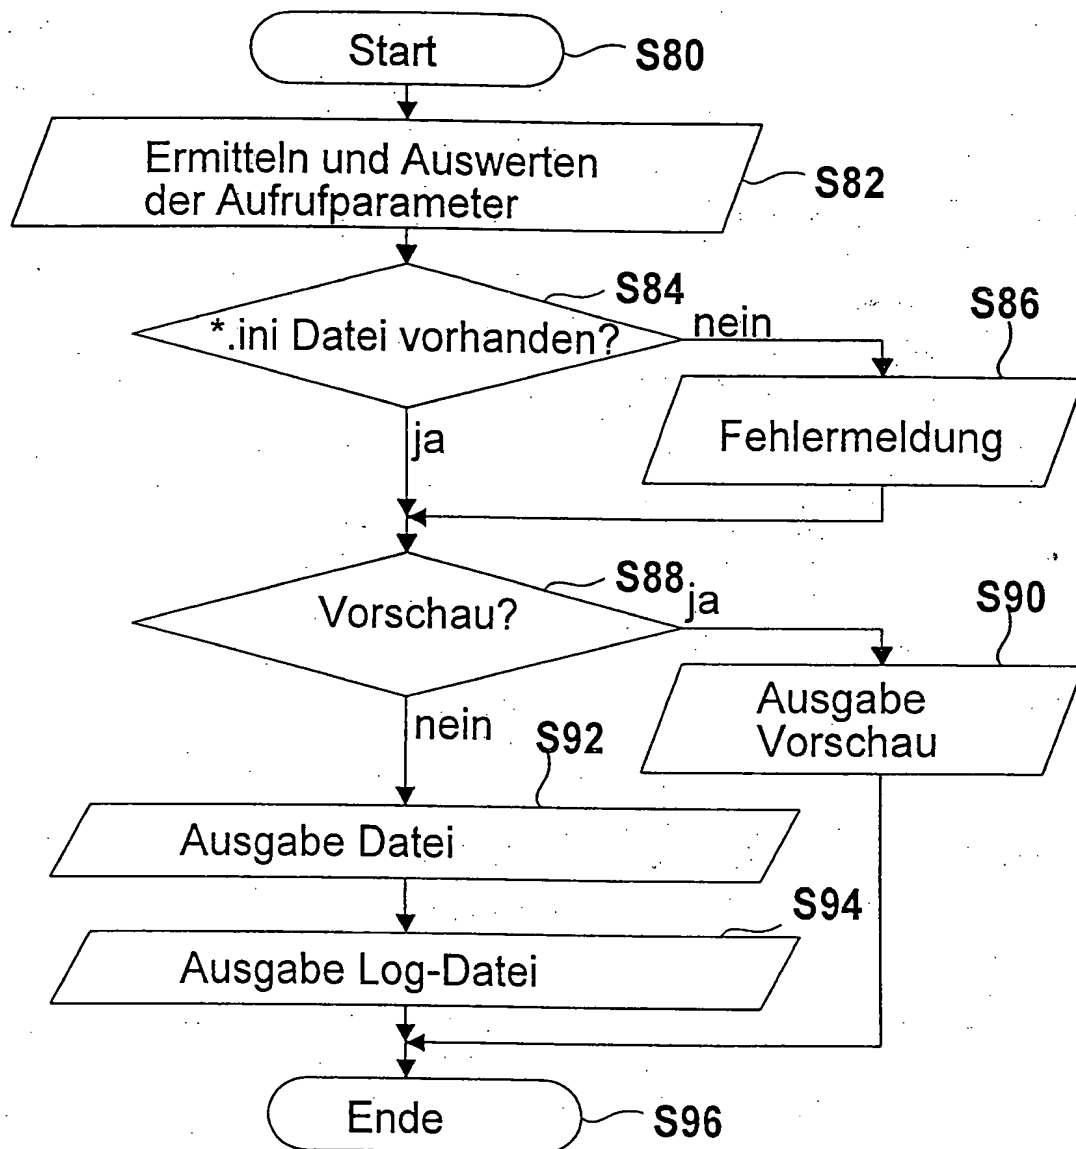 Start
S80
Ermitteln und Auswerten
der Aufrufparameter
S82
S84
*.ini Datei vorhanden?
nein
S86
Fehlermeldung
ja
S88
Vorschau?
ja
S90
Ausgabe
Vorschau
nein
S92
Ausgabe Datei
S94
Ausgabe Log-Datei
Ende
S96